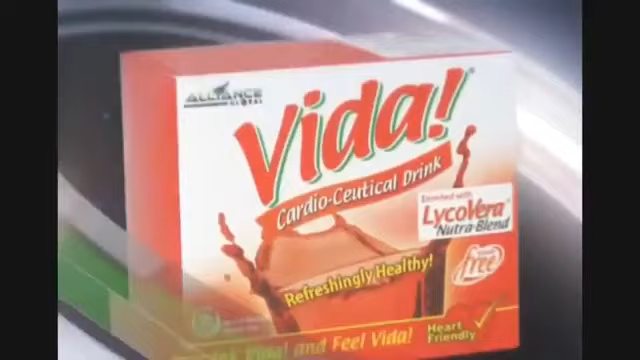 ALLIANCE
GLOBAL
Vida!
Cardio-Ceutical Drink
Enriched with
LycoVera
Nutra-Blend
free
Refreshingly Healthy!
and Feel Vida!
Heart
Friendly